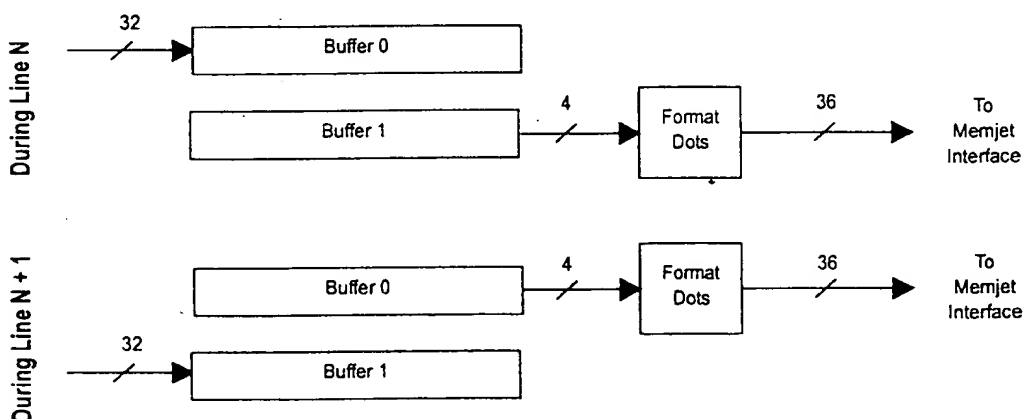 During Line N
32
Buffer 0
Buffer 1
4
Format
Dots
36
To
Memjet
Interface
During Line N + 1
Buffer 0
4
Format
Dots
36
To
Memjet
Interface
32
Buffer 1